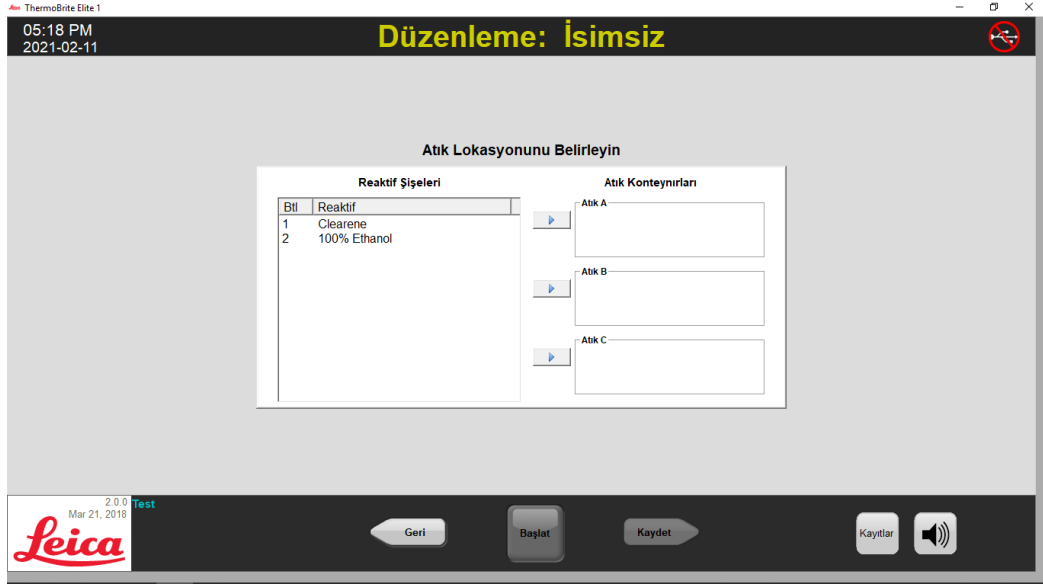 ThermoBrite Elite 1
05:18 PM
2021-02-11
Düzenleme: İsimsiz
Atık Lokasyonunu Belirleyin
Reaktif Şişeleri
Atık Konteynırları
Btl Reaktif
1 Clearene
2 100% Ethanol
Atık A
Atık B
Atık C
2.0.0
Mar 21, 2018
Test
Leica
Geri
Başlat
Kaydet
Kayıtlar